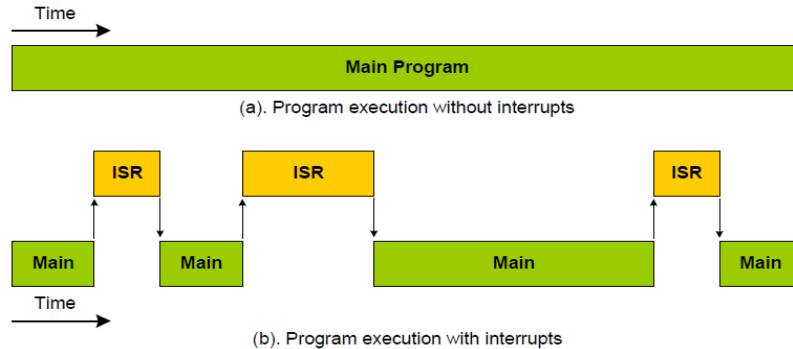 Time
Main Program
(a). Program execution without interrupts
ISR ISR ISR
Main Main Main Main
Time
(b). Program execution with interrupts